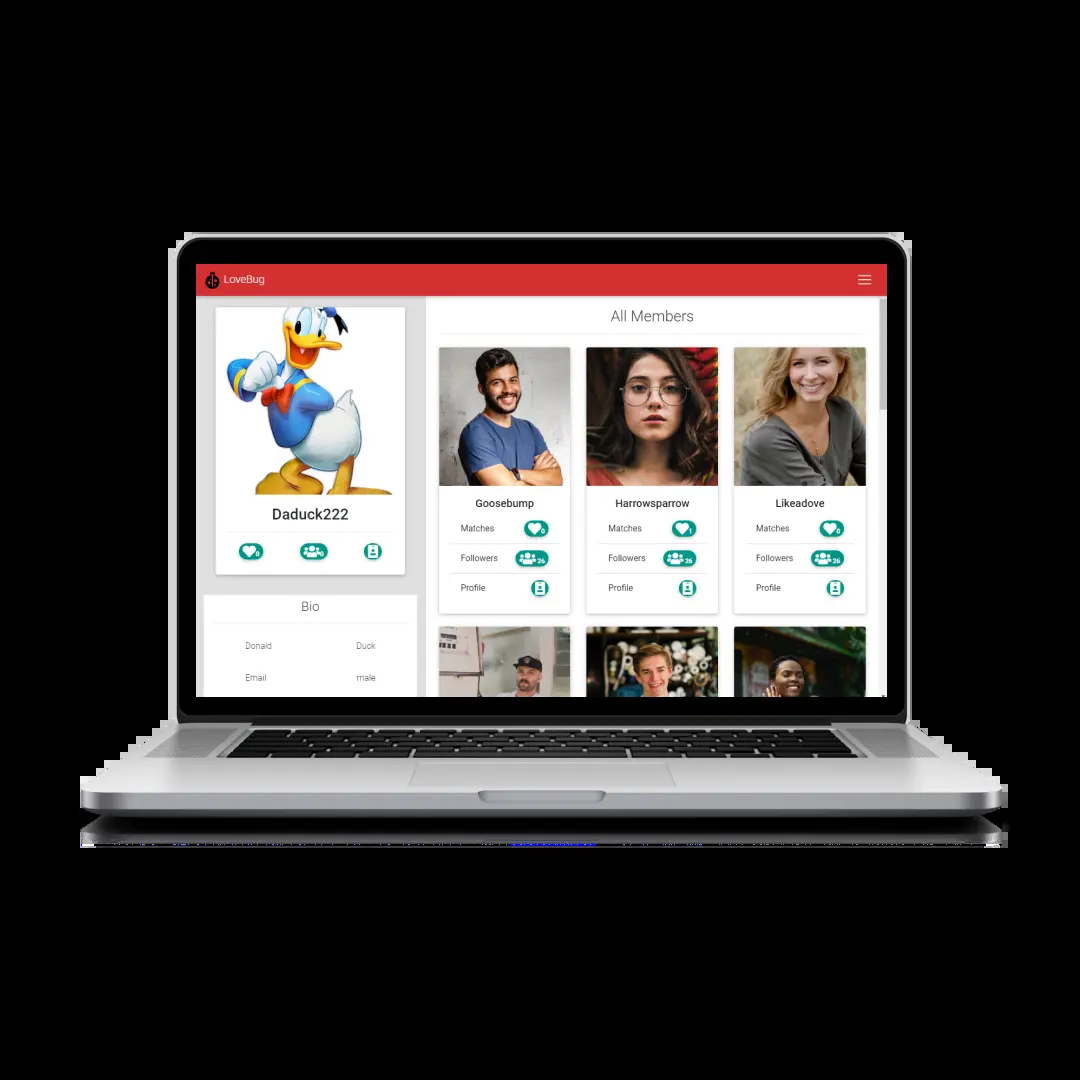 LoveBug
Daduck222
0 0
Bio
Donald Duck
Email male
All Members
Goosebump
Matches 0
Followers 26
Profile
Harrowsparrow
Matches 1
Followers 26
Profile
Likeadove
Matches 0
Followers 26
Profile